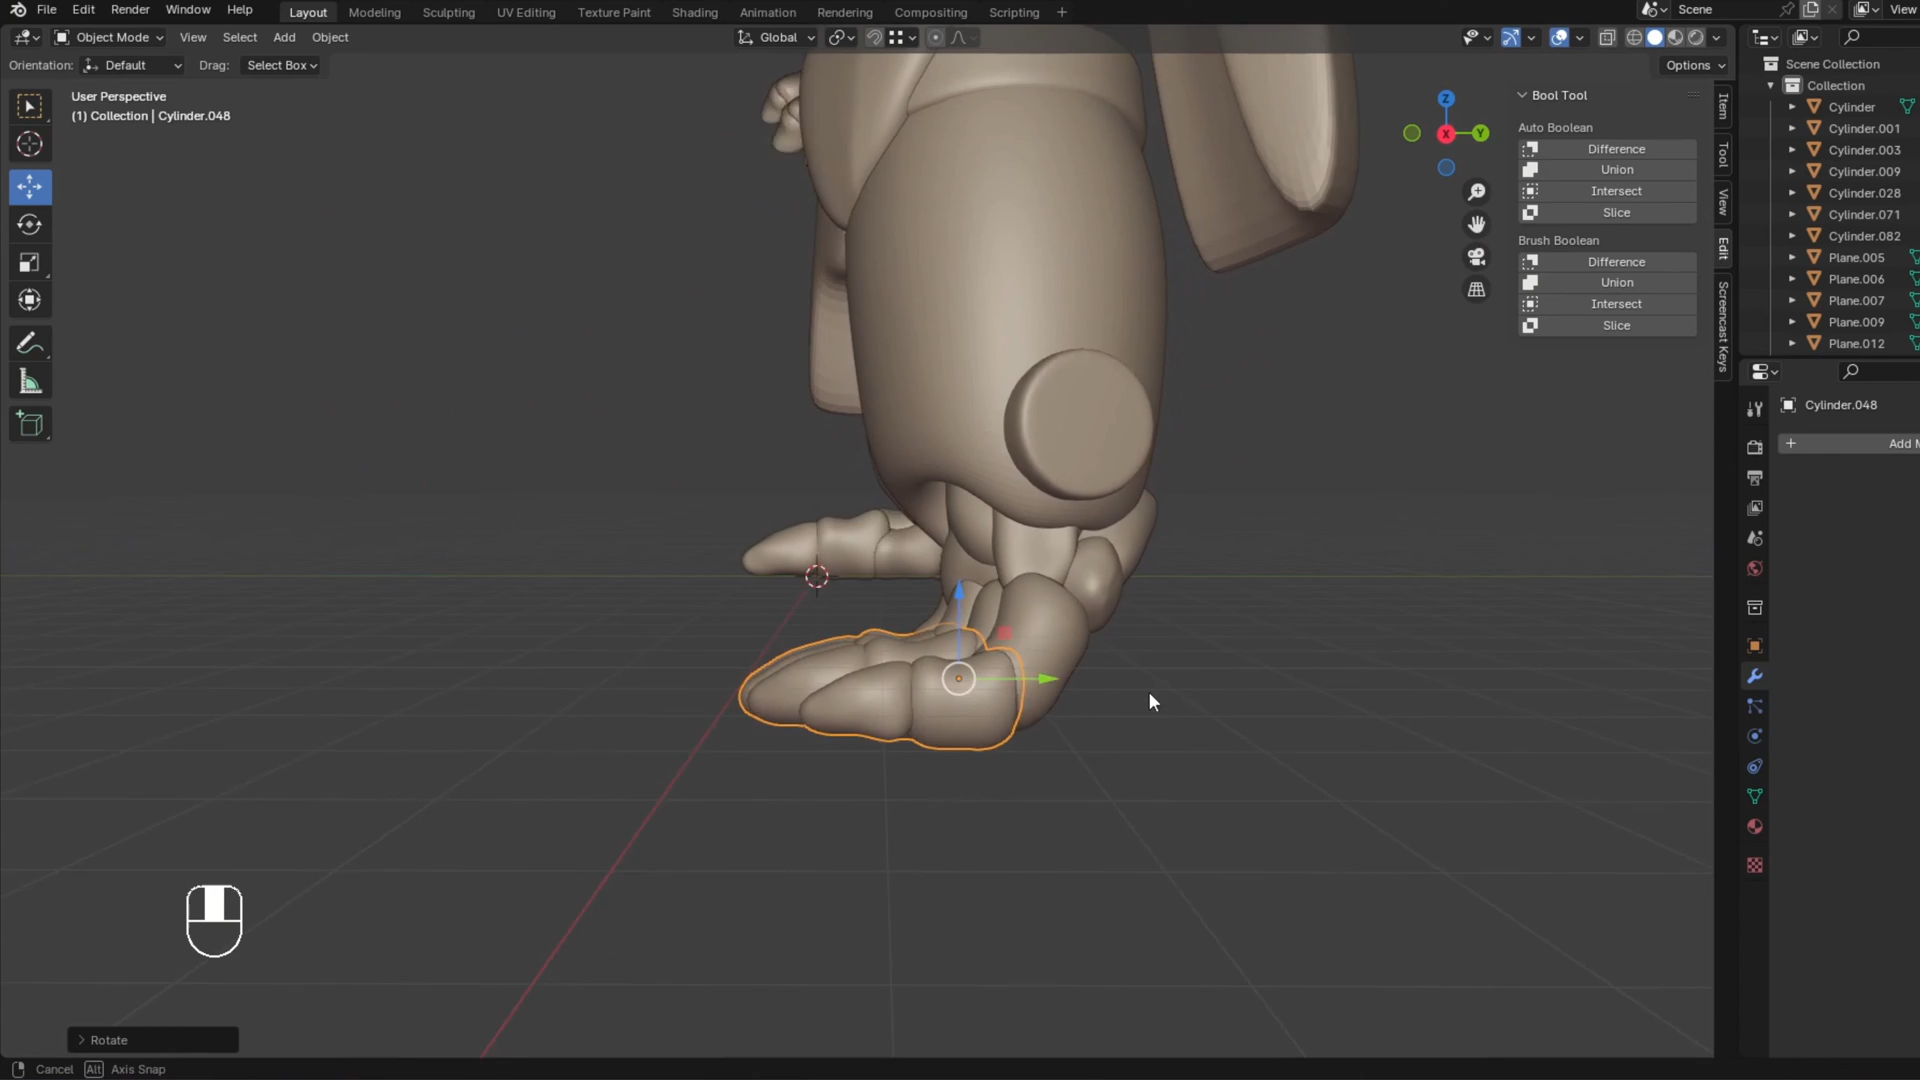 File Edit Render Window Help Layout Modeling Sculpting UV Editing Texture Paint Shading Animation Rendering Compositing Scripting + Scene View
Object Mode View Select Add Object Global
Orientation: Default Drag: Select Box Options
User Perspective
(1) Collection | Cylinder.048
Z
X
Y
Bool Tool
Auto Boolean
Difference
Union
Intersect
Slice
Brush Boolean
Difference
Union
Intersect
Slice
Item
Tool
View
Edit
Screencast Keys
Scene Collection
Collection
Cylinder
Cylinder.001
Cylinder.003
Cylinder.009
Cylinder.028
Cylinder.071
Cylinder.082
Plane.005
Plane.006
Plane.007
Plane.009
Plane.012
Cylinder.048
+ Add M
Rotate
Cancel Alt Axis Snap